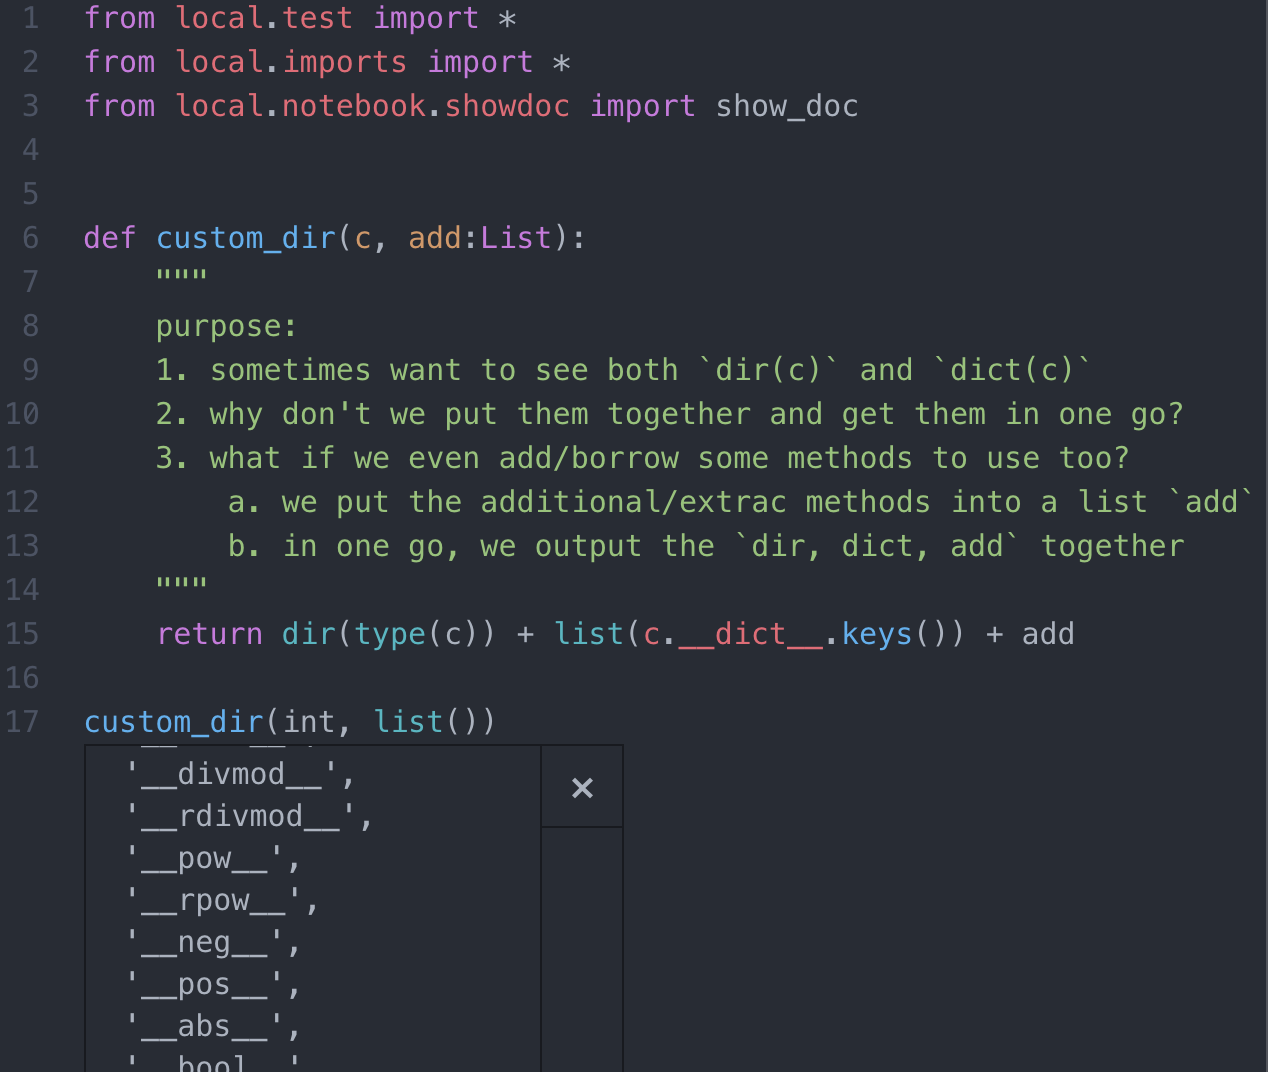 1 from local.test import *
2 from local.imports import *
3 from local.notebook.showdoc import show_doc
4
5
6 def custom_dir(c, add:List):
7 """
8 purpose:
9 1. sometimes want to see both `dir(c)` and `dict(c)`
10 2. why don't we put them together and get them in one go?
11 3. what if we even add/borrow some methods to use too?
12 a. we put the additional/extrac methods into a list `add`
13 b. in one go, we output the `dir, dict, add` together
14 """
15 return dir(type(c)) + list(c.__dict__.keys()) + add
16
17 custom_dir(int, list())
'__divmod__',
'__rdivmod__',
'__pow__',
'__rpow__',
'__neg__',
'__pos__',
'__abs__',
'__bool__'